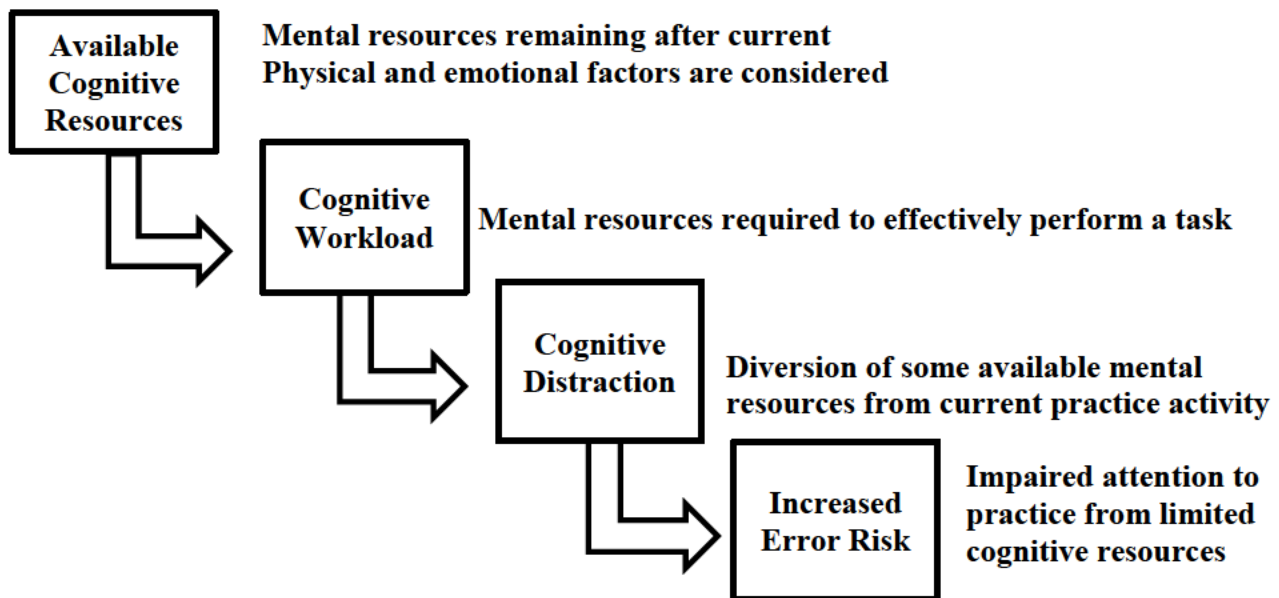 Available
Cognitive
Resources
Mental resources remaining after current
Physical and emotional factors are considered
Cognitive
Workload
Mental resources required to effectively perform a task
Cognitive
Distraction
Diversion of some available mental
resources from current practice activity
Increased
Error Risk
Impaired attention to
practice from limited
cognitive resources